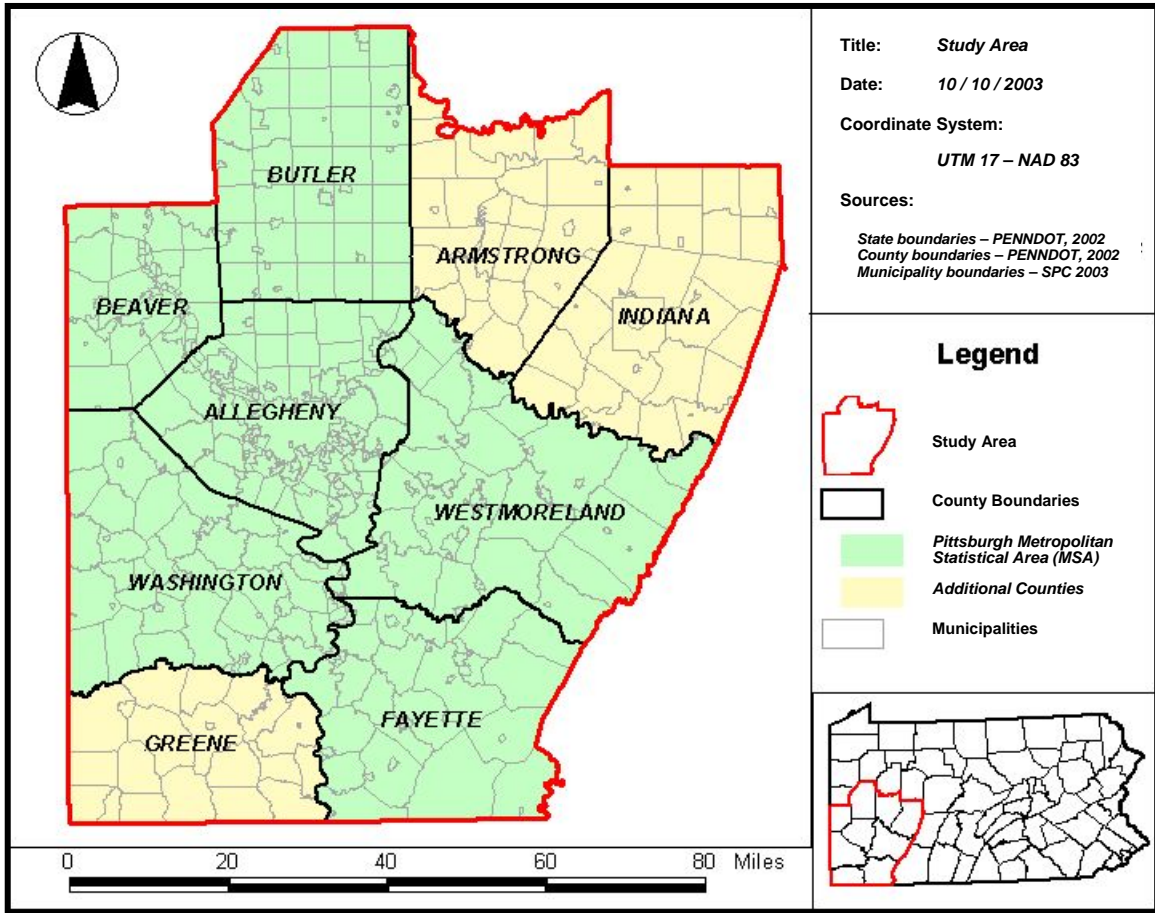 BUTLER
ARMSTRONG
BEAVER
INDIANA
ALLEGHENY
WESTMORELAND
WASHINGTON
FAYETTE
GREENE
0 20 40 60 80 Miles
Title: Study Area
Date: 10 / 10 / 2003
Coordinate System:
UTM 17 – NAD 83
Sources:
State boundaries – PENNDOT, 2002
County boundaries – PENNDOT, 2002
Municipality boundaries – SPC 2003
Legend
Study Area
County Boundaries
Pittsburgh Metropolitan
Statistical Area (MSA)
Additional Counties
Municipalities